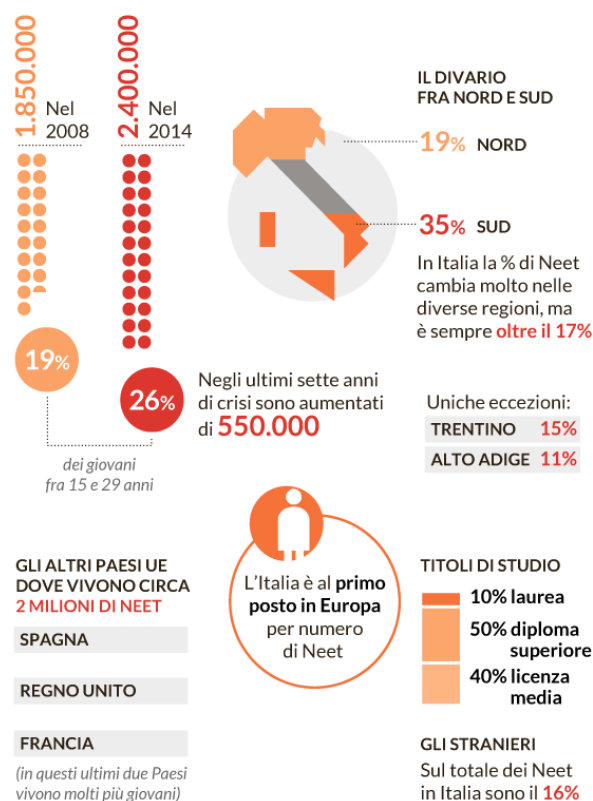 1.850.000
Nel
2008
2.400.000
Nel
2014
19%
26%
dei giovani
fra 15 e 29 anni
Negli ultimi sette anni
di crisi sono aumentati
di 550.000
IL DIVARIO
FRA NORD E SUD
19% NORD
35% SUD
In Italia la % di Neet
cambia molto nelle
diverse regioni, ma
è sempre oltre il 17%
Uniche eccezioni:
TRENTINO 15%
ALTO ADIGE 11%
GLI ALTRI PAESI UE
DOVE VIVONO CIRCA
2 MILIONI DI NEET
SPAGNA
REGNO UNITO
FRANCIA
(in questi ultimi due Paesi
vivono molti più giovani)
L'Italia è al primo
posto in Europa
per numero
di Neet
TITOLI DI STUDIO
10% laurea
50% diploma
superiore
40% licenza
media
GLI STRANIERI
Sul totale dei Neet
in Italia sono il 16%